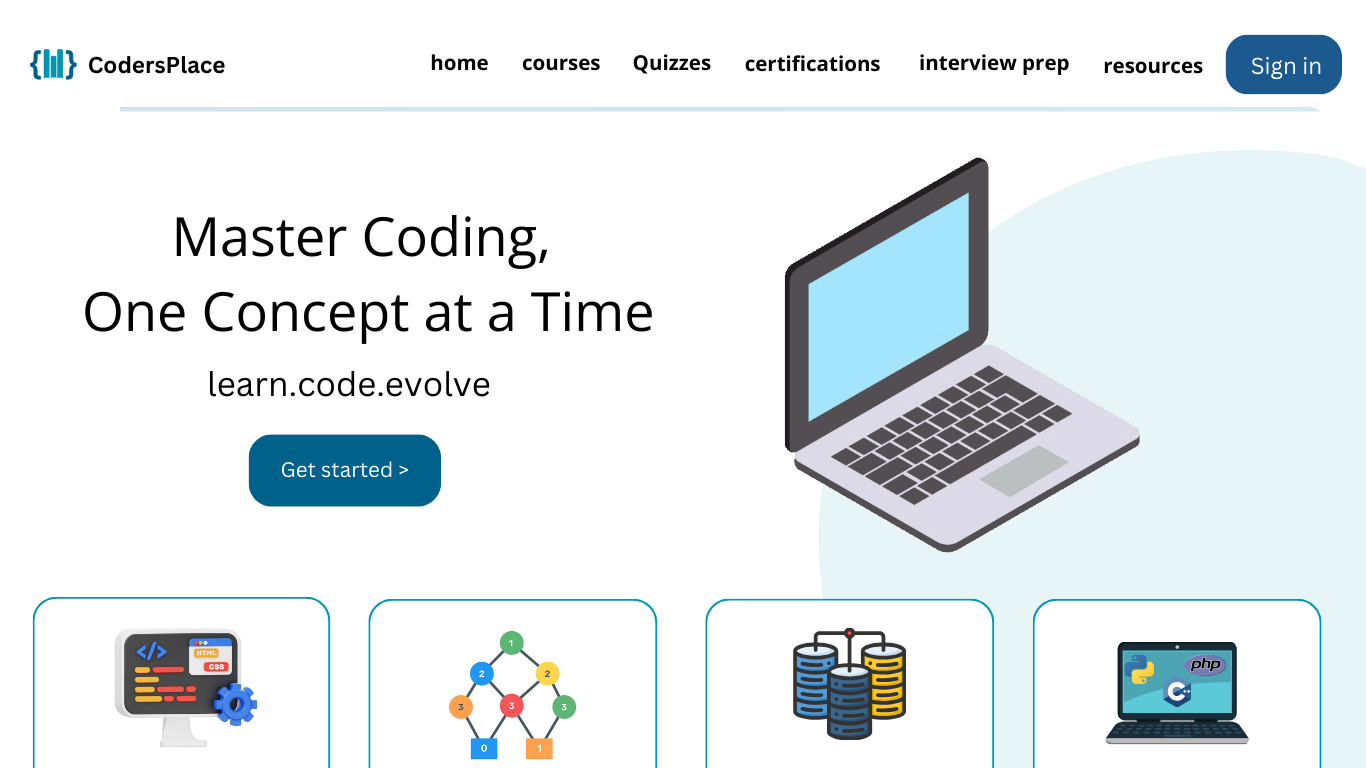 CodersPlace
home courses Quizzes certifications interview prep resources Sign in
Master Coding,
One Concept at a Time
learn.code.evolve
Get started >
</>
HTML
CSS
1
2 2
3 3 3
0 1
php
C++